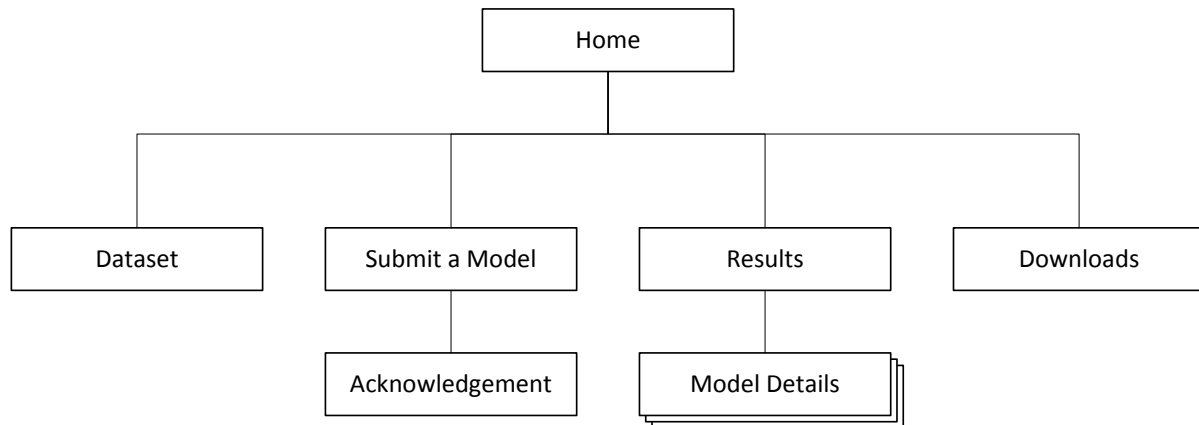 Home
Dataset
Submit a Model
Results
Downloads
Acknowledgement
Model Details